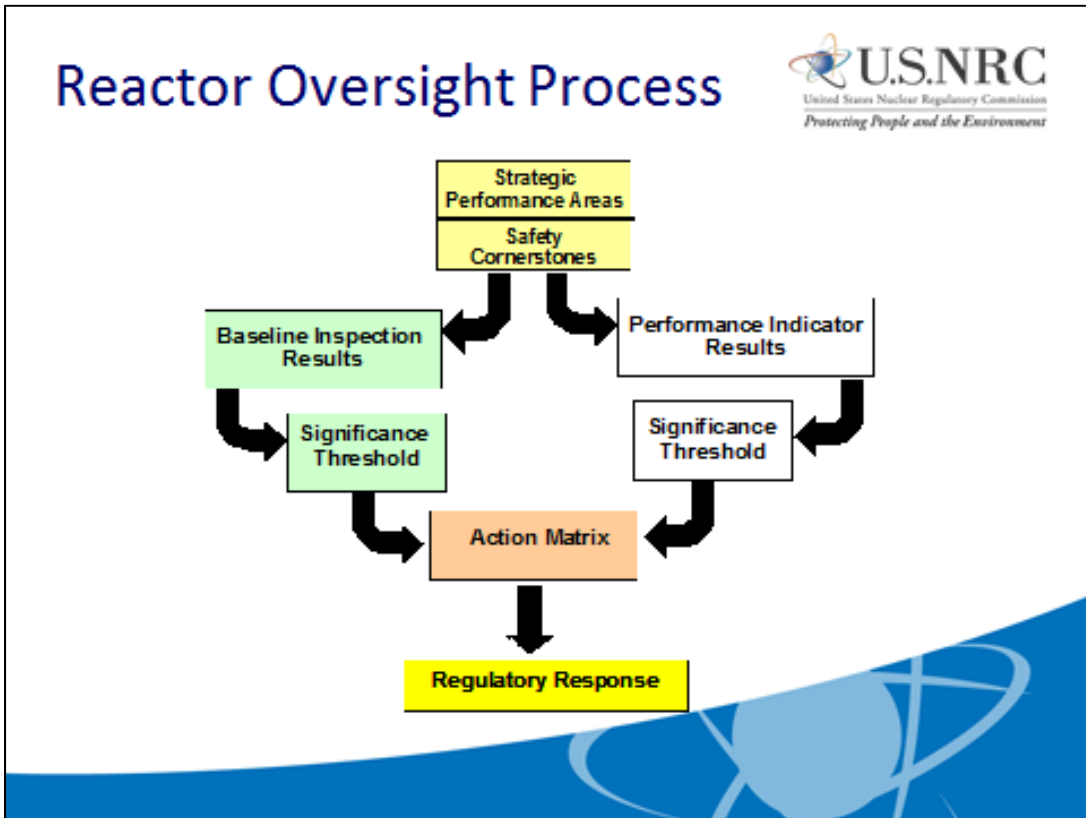 Reactor Oversight Process
U.S.NRC
United States Nuclear Regulatory Commission
Protecting People and the Environment
Strategic
Performance Areas
Safety
Cornerstones
Baseline Inspection
Results
Performance Indicator
Results
Significance
Threshold
Significance
Threshold
Action Matrix
Regulatory Response